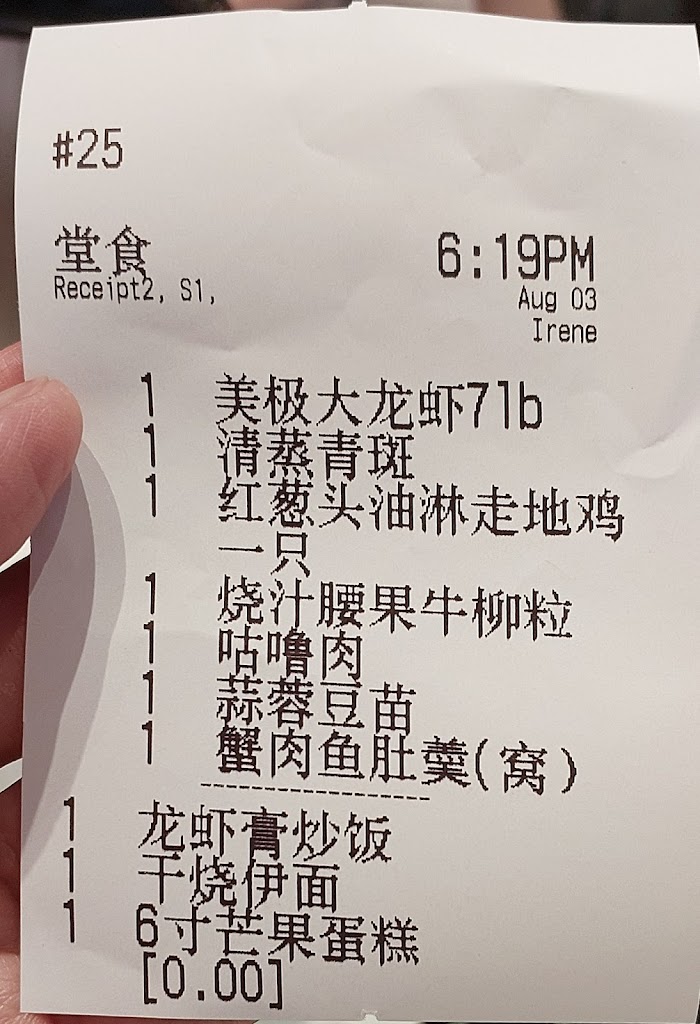 #25
堂食
6:19PM
Receipt2, S1,
Aug 03
Irene
1 美极大龙虾7lb
1 清蒸青斑
1 红葱头油淋走地鸡
一只
1 烧汁腰果牛柳粒
1 咕噜肉
1 蒜蓉豆苗
1 蟹肉鱼肚羹(窝)
1 龙虾膏炒饭
1 干烧伊面
1 6寸芒果蛋糕
[0.00]